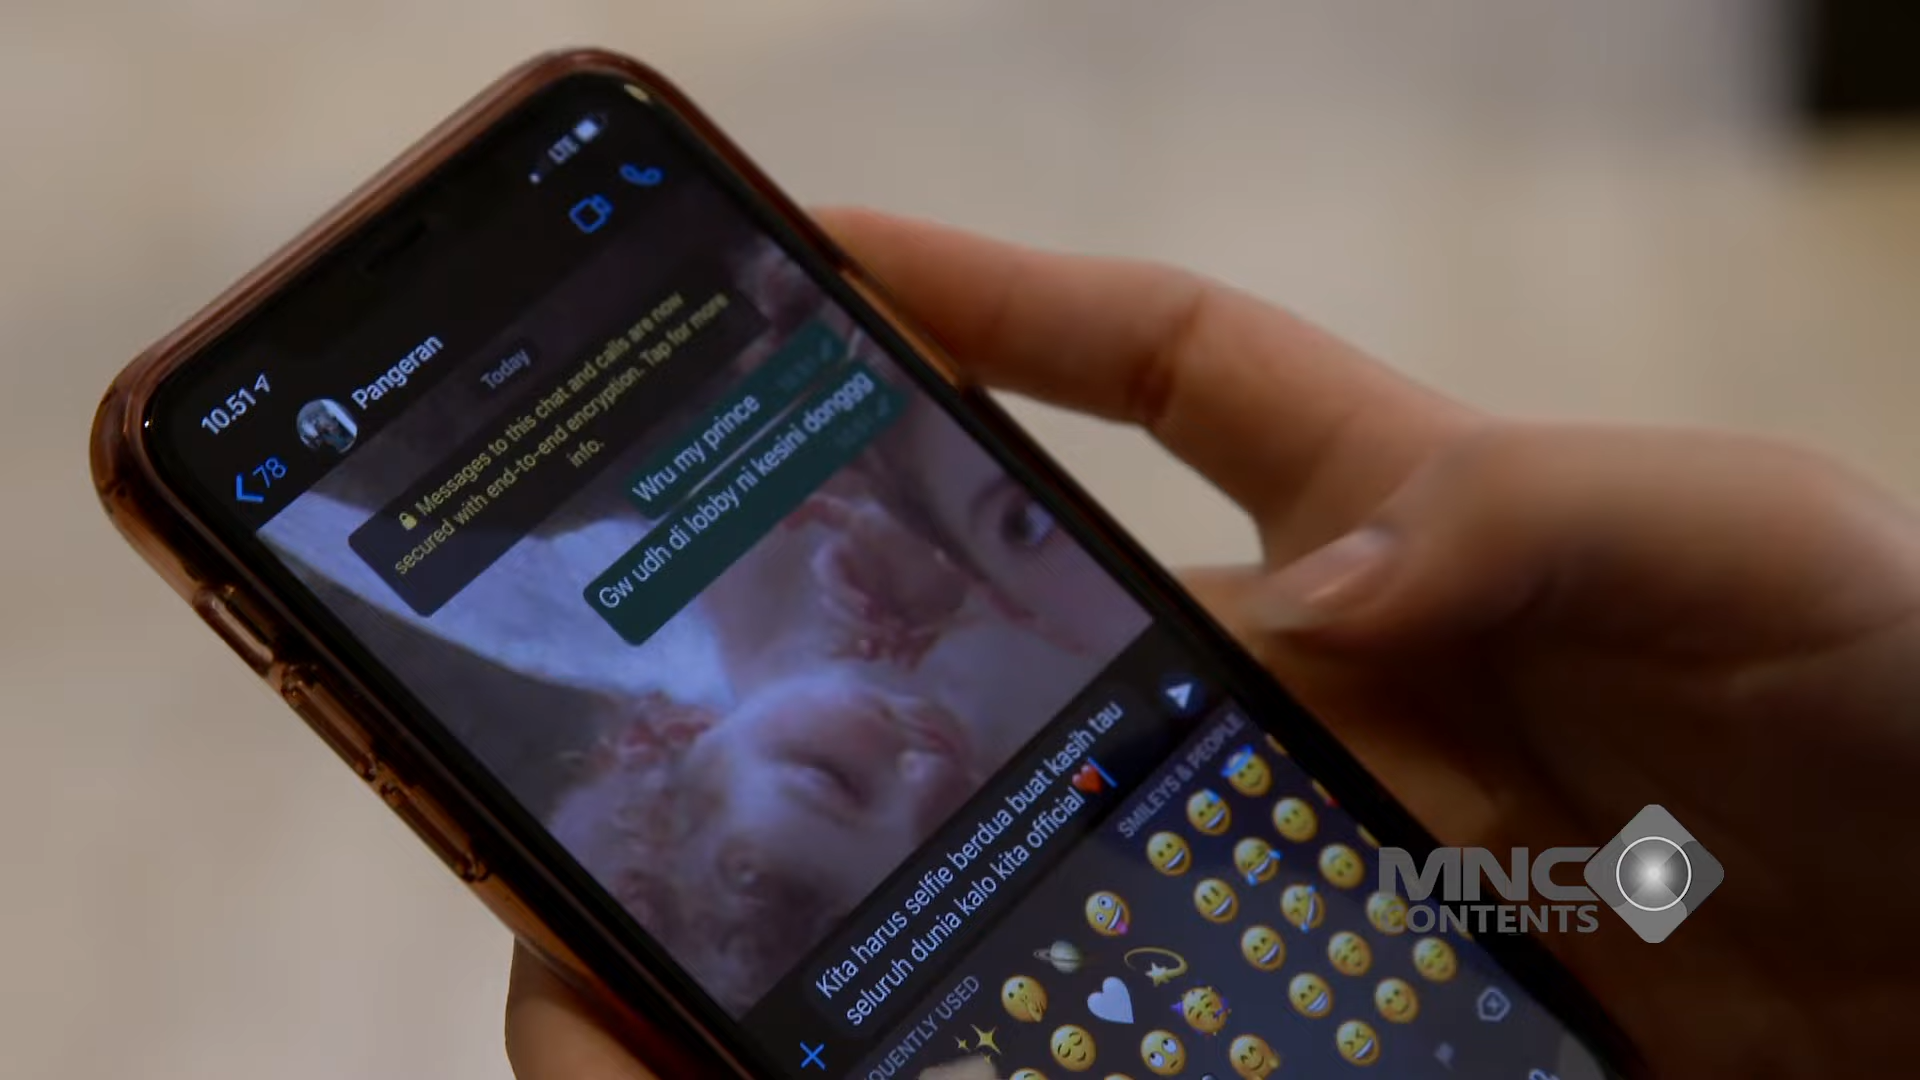 LTE
10.51
78
Pangeran
Today
Messages to this chat and calls are now
secured with end-to-end encryption. Tap for more
info.
Wru my prince
Gw udh di lobby ni kesini donggg
Kita harus selfie berdua buat kasih tau
seluruh dunia kalo kita official❤️
SMILEYS & PEOPLE
USED
MNC
CONTENTS